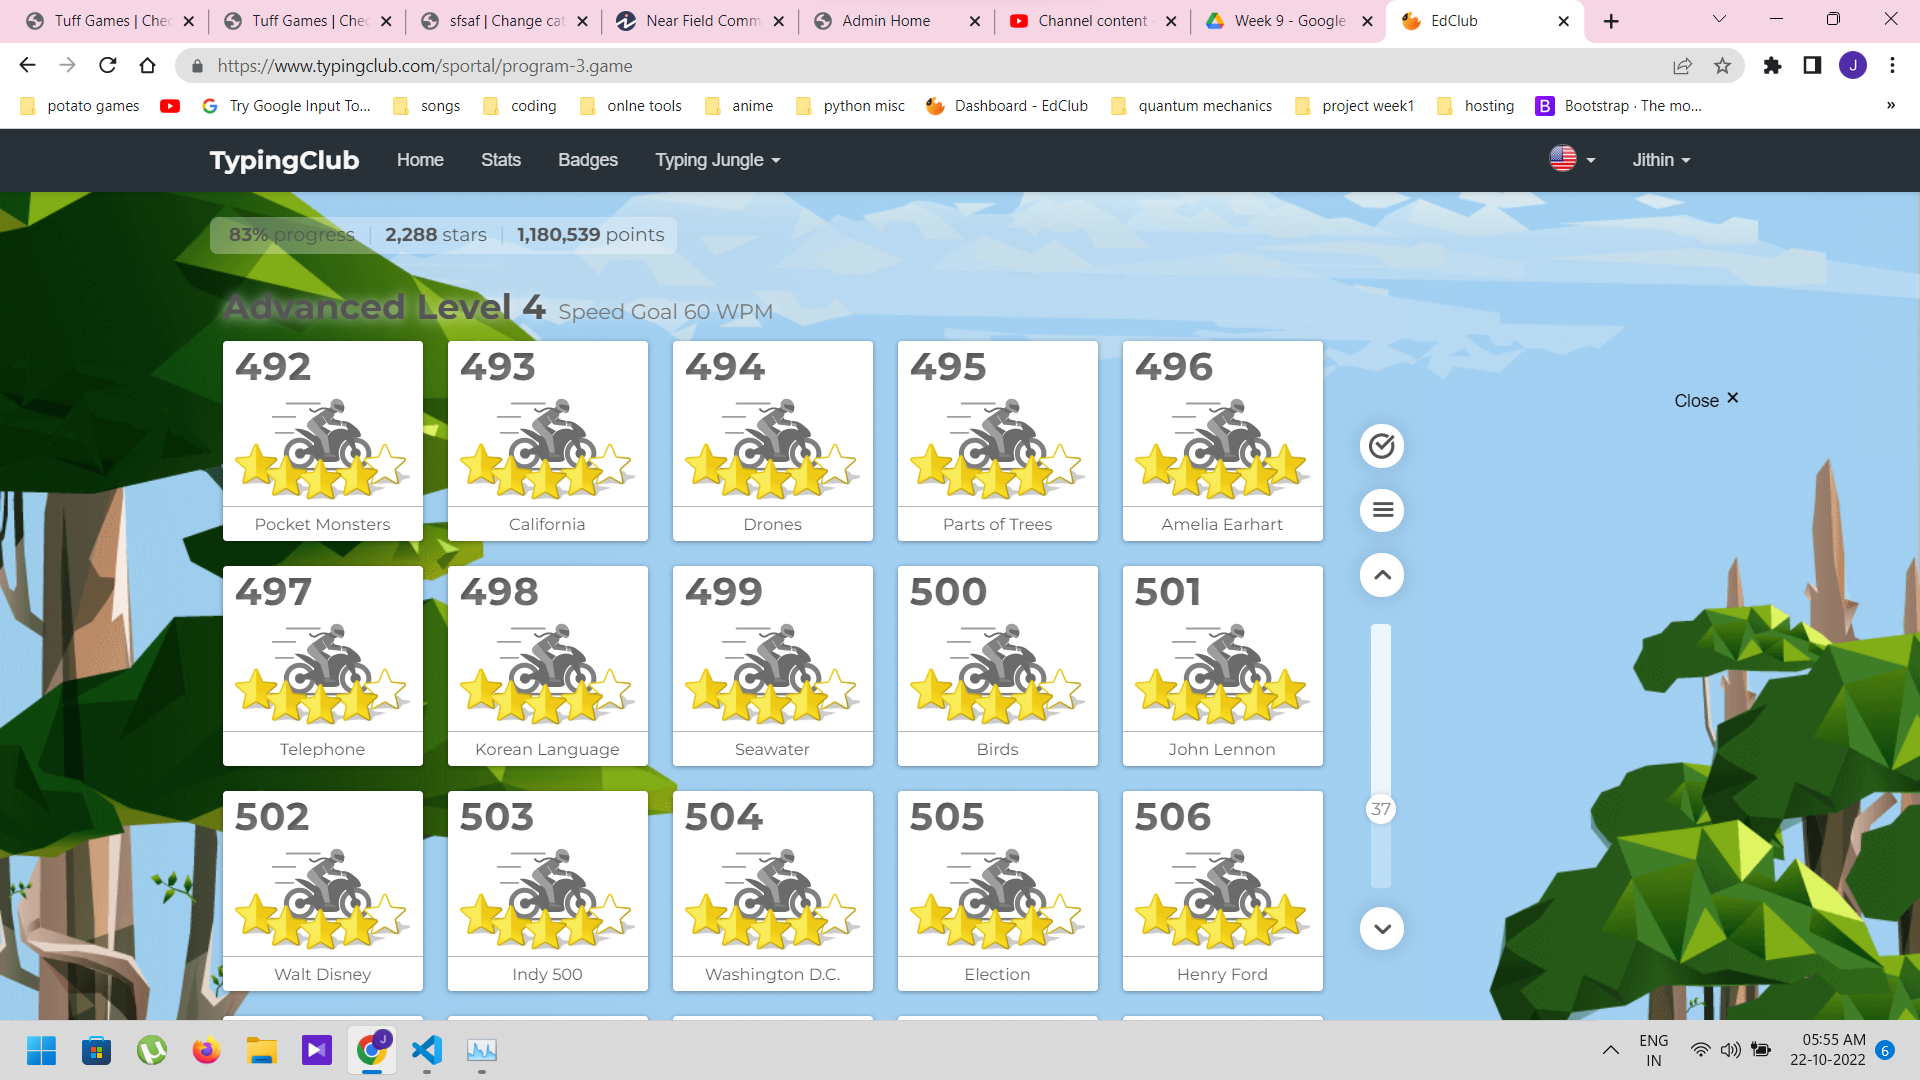 Tuff Games | Chec
Tuff Games | Chec
sfsaf | Change cat
Near Field Comm
Admin Home
Channel content -
Week 9 - Google
EdClub
https://www.typingclub.com/sportal/program-3.game
J
potato games
Try Google Input To...
songs
coding
onlne tools
anime
python misc
Dashboard - EdClub
quantum mechanics
project week1
hosting
B
Bootstrap · The mo...
»
TypingClub
Home
Stats
Badges
Typing Jungle
Jithin
83% progress
2,288 stars
1,180,539 points
Advanced Level 4 Speed Goal 60 WPM
492
493
494
495
496
Close
Pocket Monsters
California
Drones
Parts of Trees
Amelia Earhart
497
498
499
500
501
Telephone
Korean Language
Seawater
Birds
John Lennon
502
503
504
505
506
37
Walt Disney
Indy 500
Washington D.C.
Election
Henry Ford
J
ENG
IN
05:55 AM
22-10-2022
6